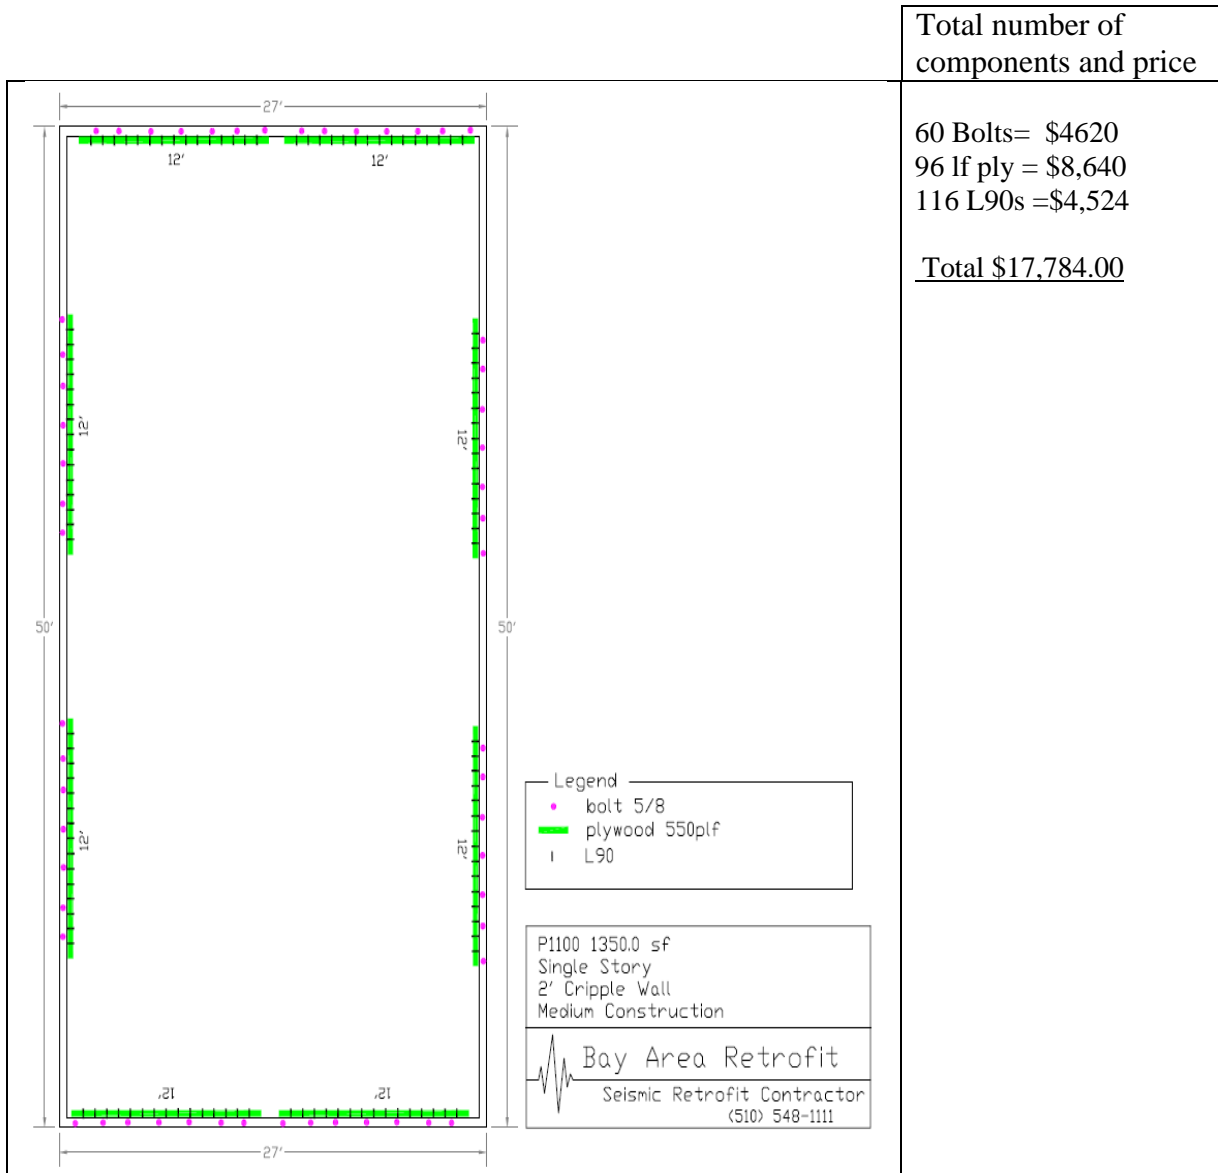 Total number of
components and price
60 Bolts= $4620
96 lf ply = $8,640
116 L90s =$4,524
Total $17,784.00
27'
12'
12'
12'
12'
50'
50'
12'
12'
12'
12'
27'
Legend
bolt 5/8
plywood 550plf
L90
P1100 1350.0 sf
Single Story
2' Cripple Wall
Medium Construction
Bay Area Retrofit
Seismic Retrofit Contractor
(510) 548-1111